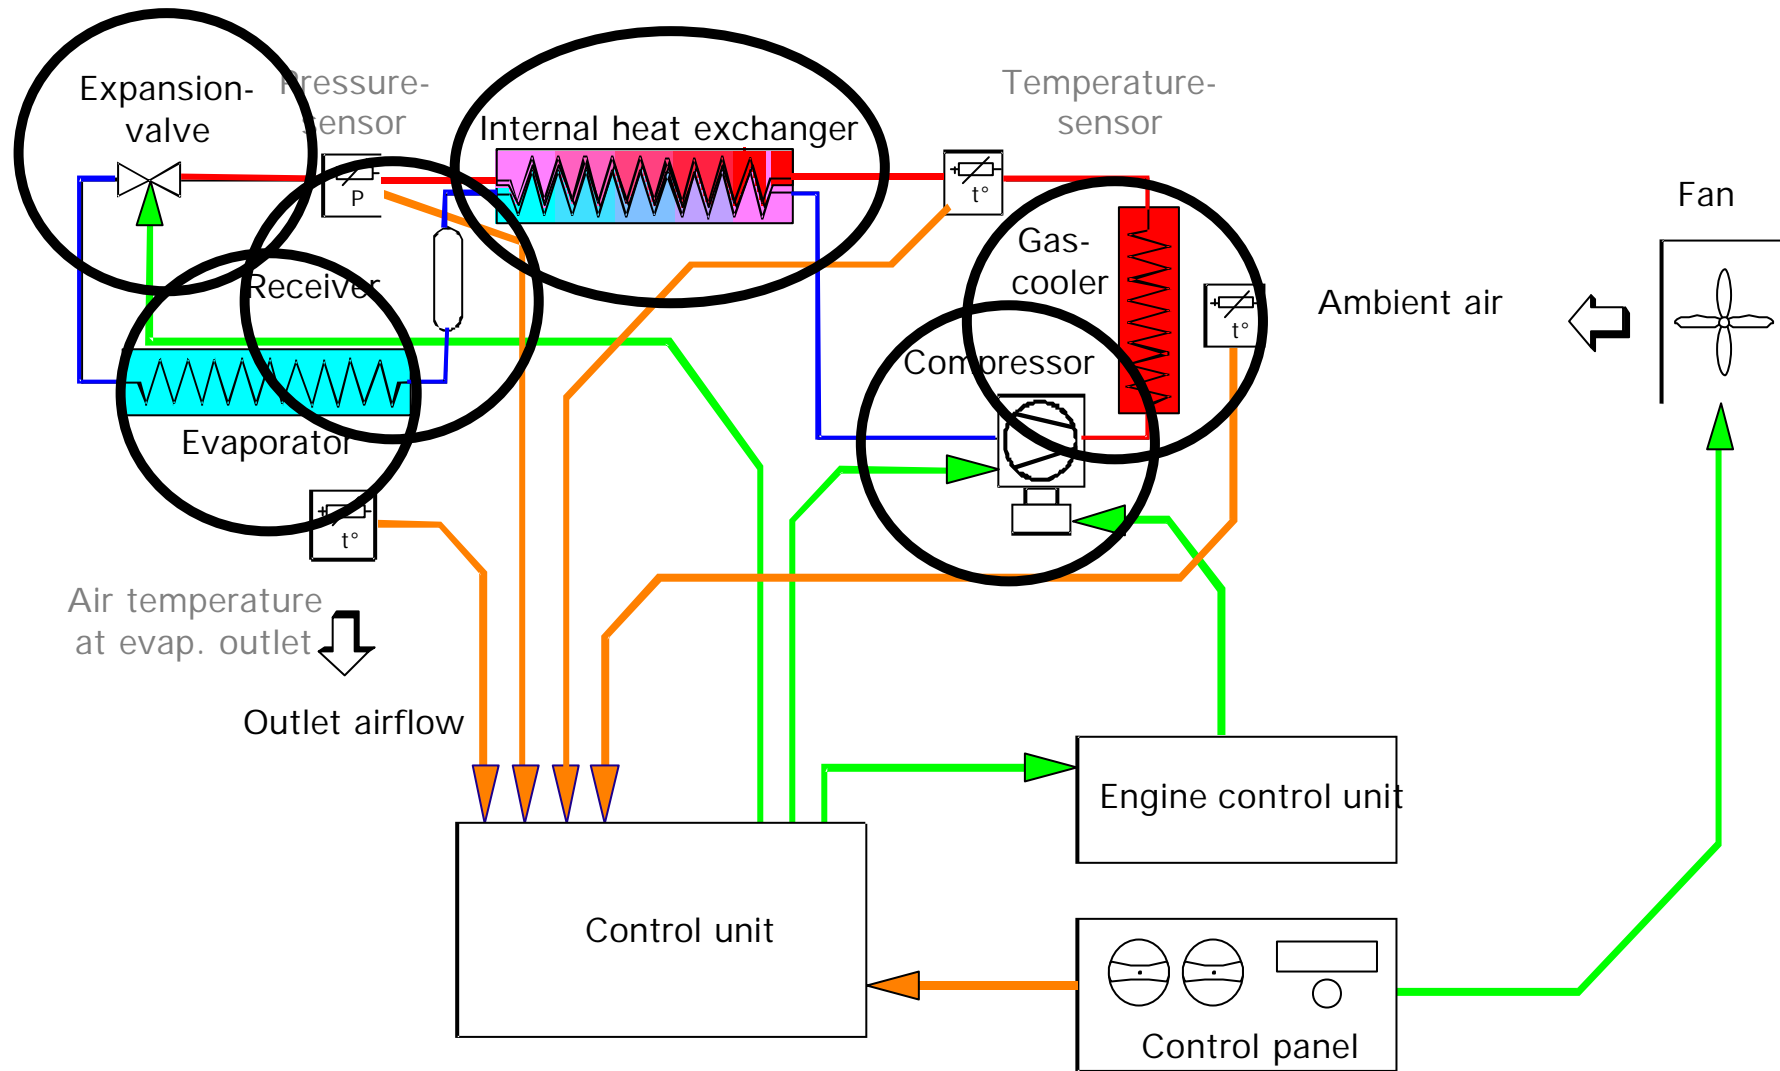 Expansion-
valve
Pressure-
sensor
Internal heat exchanger
Temperature-
sensor
P
t°
Fan
Gas-
cooler
Receiver
t°
Ambient air
Compressor
Evaporator
t°
Air temperature
at evap. outlet
Outlet airflow
Engine control unit
Control unit
Control panel